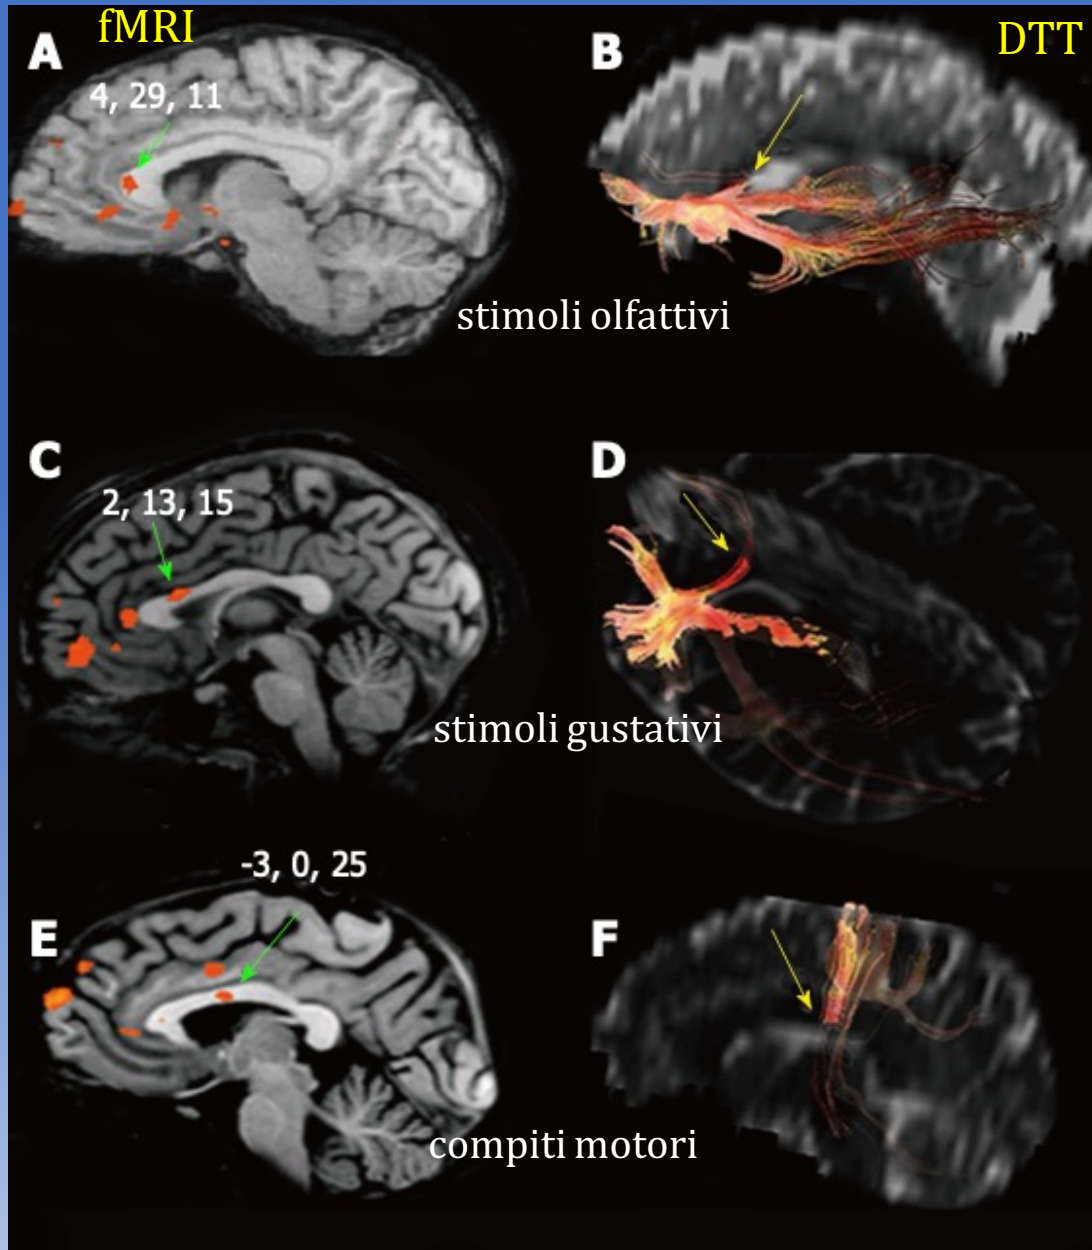 fMRI
DTT
A
B
4, 29, 11
stimoli olfattivi
C
D
2, 13, 15
stimoli gustativi
-3, 0, 25
E
F
compiti motori